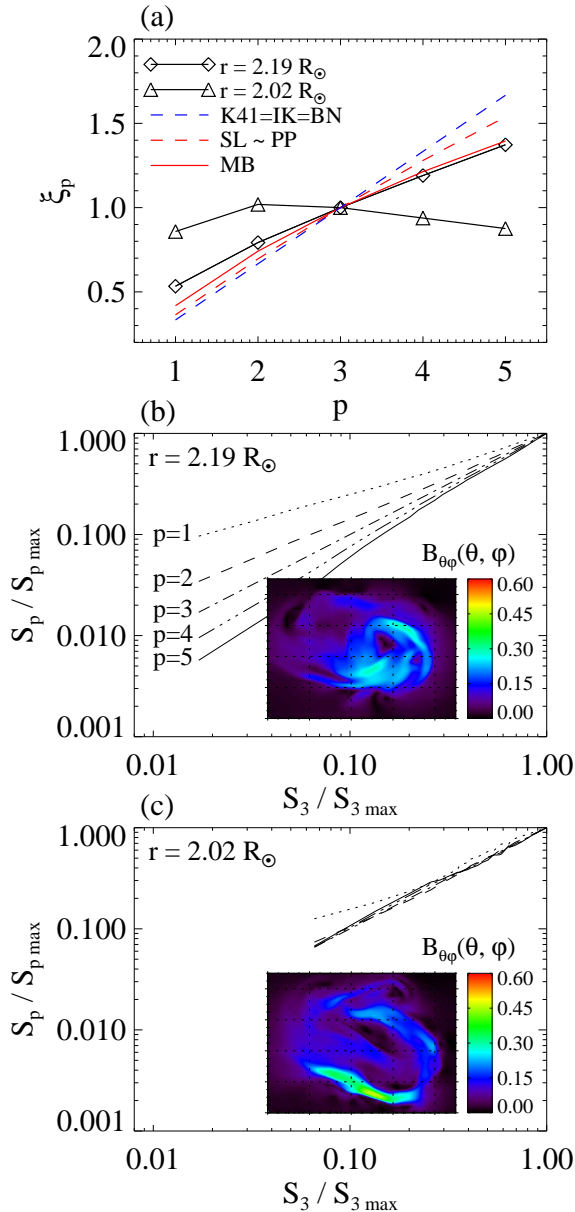 (a)
2.0
1.5
1.0
0.5
ξp
r = 2.19 R☉
r = 2.02 R☉
K41=IK=BN
SL ~ PP
MB
1 2 3 4 5
p
(b)
1.000
0.100
0.010
0.001
Sp / Sp max
r = 2.19 R☉
p=1
p=2
p=3
p=4
p=5
Bθφ(θ, φ)
0.60
0.45
0.30
0.15
0.00
0.01 0.10 1.00
S3 / S3 max
(c)
1.000
0.100
0.010
0.001
Sp / Sp max
r = 2.02 R☉
Bθφ(θ, φ)
0.60
0.45
0.30
0.15
0.00
0.01 0.10 1.00
S3 / S3 max